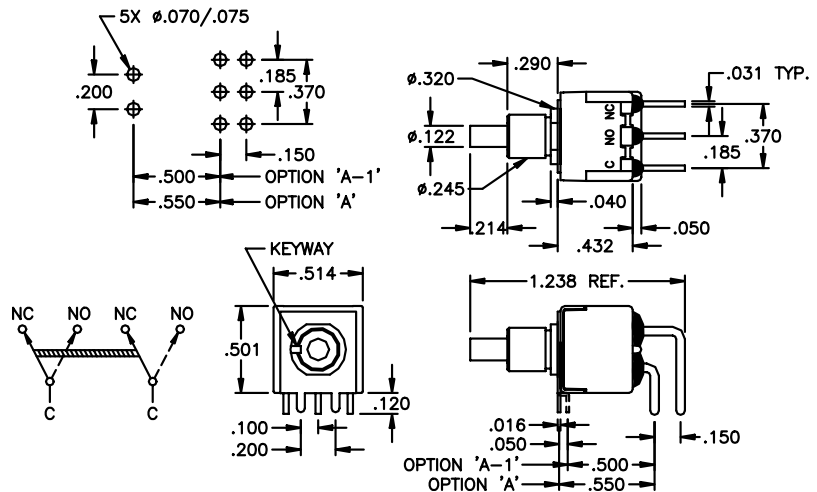 5X ø.070/.075
.200
.185
.370
.150
.500
OPTION 'A-1'
.550
OPTION 'A'
.290
ø.320
ø.122
ø.245
.214
.040
.432
.050
.031 TYP.
.370
.185
NC
NO
C
KEYWAY
.514
.501
.120
.100
.200
NC NO NC NO
C C
1.238 REF.
.016
.050
.150
OPTION 'A-1' .500
OPTION 'A' .550